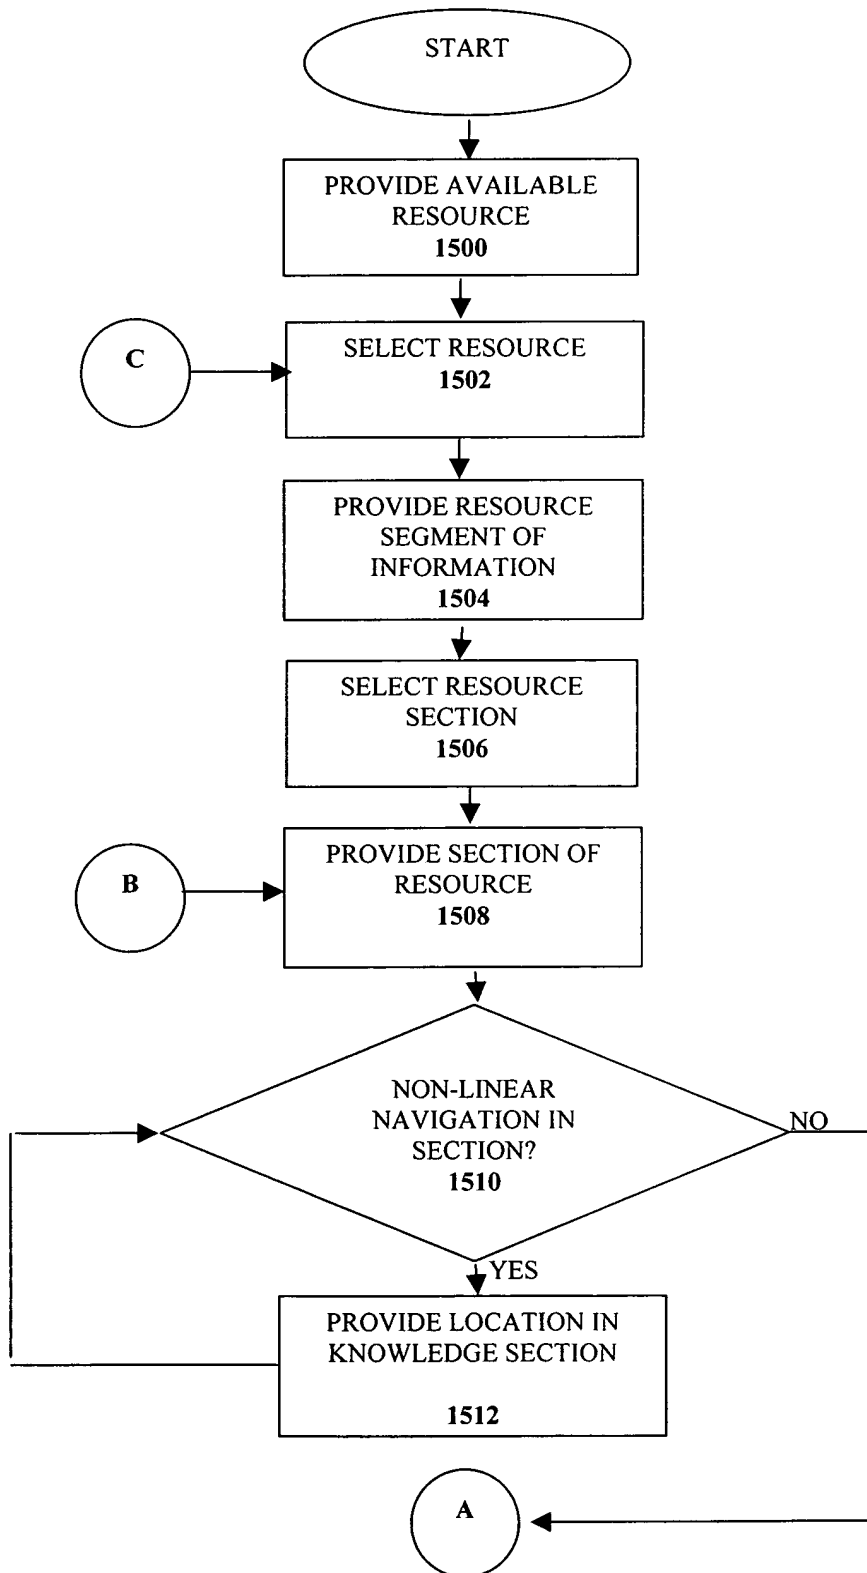 START
PROVIDE AVAILABLE
RESOURCE
1500
C
SELECT RESOURCE
1502
PROVIDE RESOURCE
SEGMENT OF
INFORMATION
1504
SELECT RESOURCE
SECTION
1506
B
PROVIDE SECTION OF
RESOURCE
1508
NON-LINEAR
NAVIGATION IN
SECTION?
1510
NO
YES
PROVIDE LOCATION IN
KNOWLEDGE SECTION
1512
A